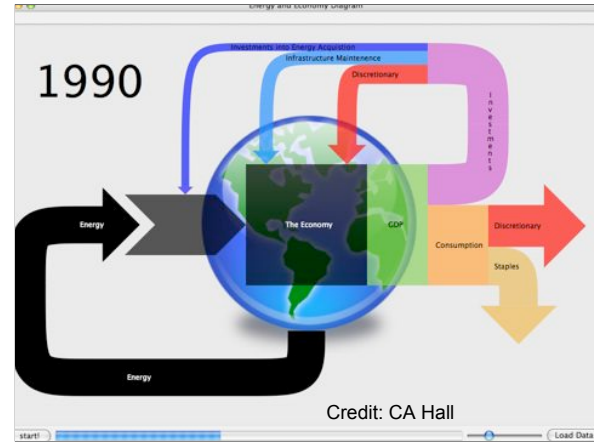 Energy and Economy Diagram
1990
Investments into Energy Acquistion
Infrastructure Maintenence
Discretionary
Investments
Energy
The Economy
GDP
Consumption
Discretionary
Staples
Energy
Credit: CA Hall
start!
Load Data